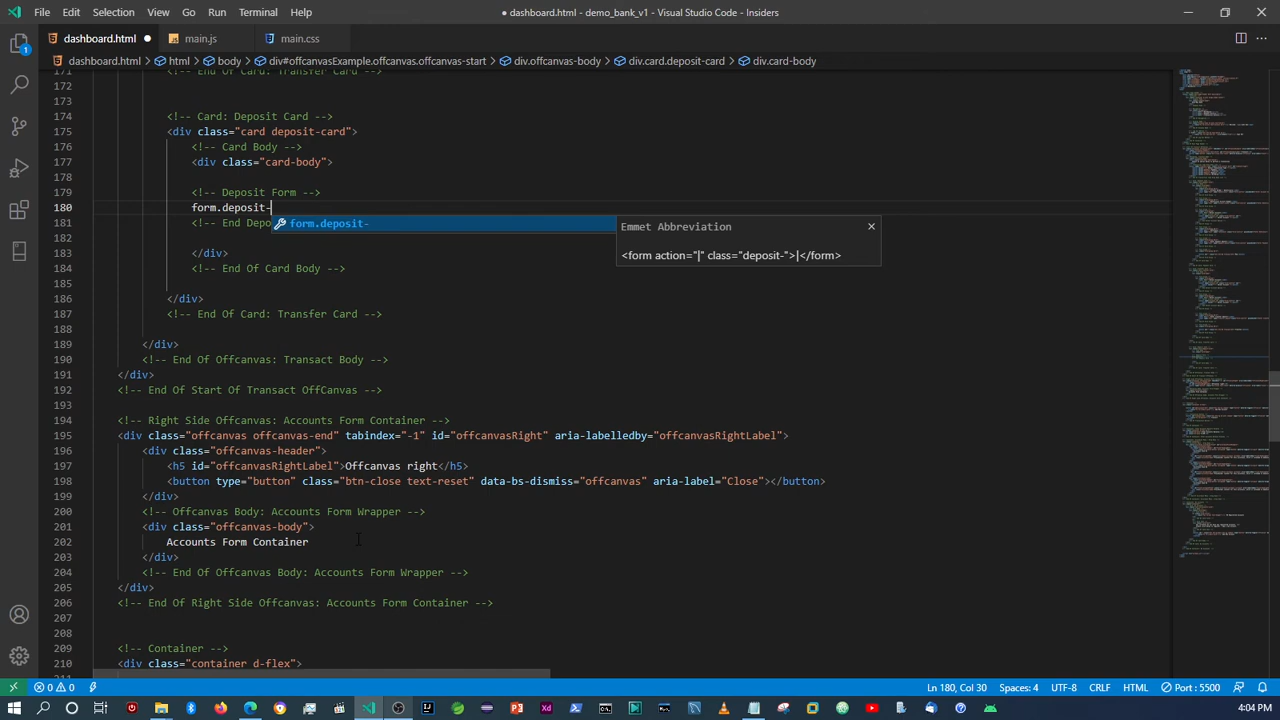 File Edit Selection View Go Run Terminal Help
● dashboard.html - demo_bank_v1 - Visual Studio Code - Insiders
dashboard.html ● main.js main.css
dashboard.html > html > body > div#offcanvasExample.offcanvas.offcanvas-start > div.offcanvas-body > div.card.deposit-card > div.card-body
171 <!-- End Of Card: Transfer Card -->
172
173
174 <!-- Card: Deposit Card -->
175 <div class="card deposit-card">
176 <!-- Card Body -->
177 <div class="card-body">
178
179 <!-- Deposit Form -->
180 form.deposit-
181 <!-- End Depo
form.deposit-
Emmet Abbreviation
<form action="| class="deposit-">|</form>
182
183 </div>
184 <!-- End Of Card Body -->
185
186 </div>
187 <!-- End Of Card: Transfer Card -->
188
189 </div>
190 <!-- End Of Offcanvas: Transact Body -->
191 </div>
192 <!-- End Of Start Of Transact Offcanvas -->
193
194 <!-- Right Side Offcanvas: Accounts Form Container -->
195 <div class="offcanvas offcanvas-end" tabindex="-1" id="offcanvasRight" aria-labelledby="offcanvasRightLabel">
196 <div class="offcanvas-header">
197 <h5 id="offcanvasRightLabel">Offcanvas right</h5>
198 <button type="button" class="btn-close text-reset" data-bs-dismiss="offcanvas" aria-label="Close"></button>
199 </div>
200 <!-- Offcanvas Body: Accounts Form Wrapper -->
201 <div class="offcanvas-body">
202 Accounts Form Container
203 </div>
204 <!-- End Of Offcanvas Body: Accounts Form Wrapper -->
205 </div>
206 <!-- End Of Right Side Offcanvas: Accounts Form Container -->
207
208
209 <!-- Container -->
210 <div class="container d-flex">
211
0 0 Ln 180, Col 30 Spaces: 4 UTF-8 CRLF HTML Port : 5500
4:04 PM